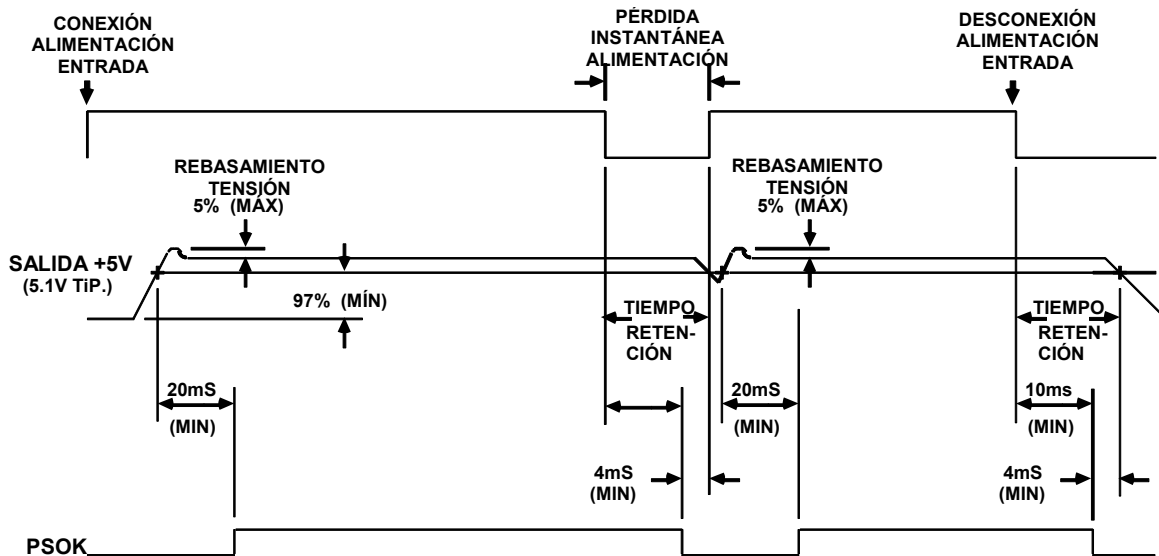 CONEXIÓN
ALIMENTACIÓN
ENTRADA
PÉRDIDA
INSTANTÁNEA
ALIMENTACIÓN
DESCONEXIÓN
ALIMENTACIÓN
ENTRADA
REBASAMIENTO
TENSIÓN
5% (MÁX)
REBASAMIENTO
TENSIÓN
5% (MÁX)
SALIDA +5V
(5.1V TiP.)
97% (MÍN)
TIEMPO
RETEN-
CIÓN
TIEMPO
RETEN-
CIÓN
20mS
(MIN)
20mS
(MIN)
10ms
(MIN)
4mS
(MIN)
4mS
(MIN)
PSOK